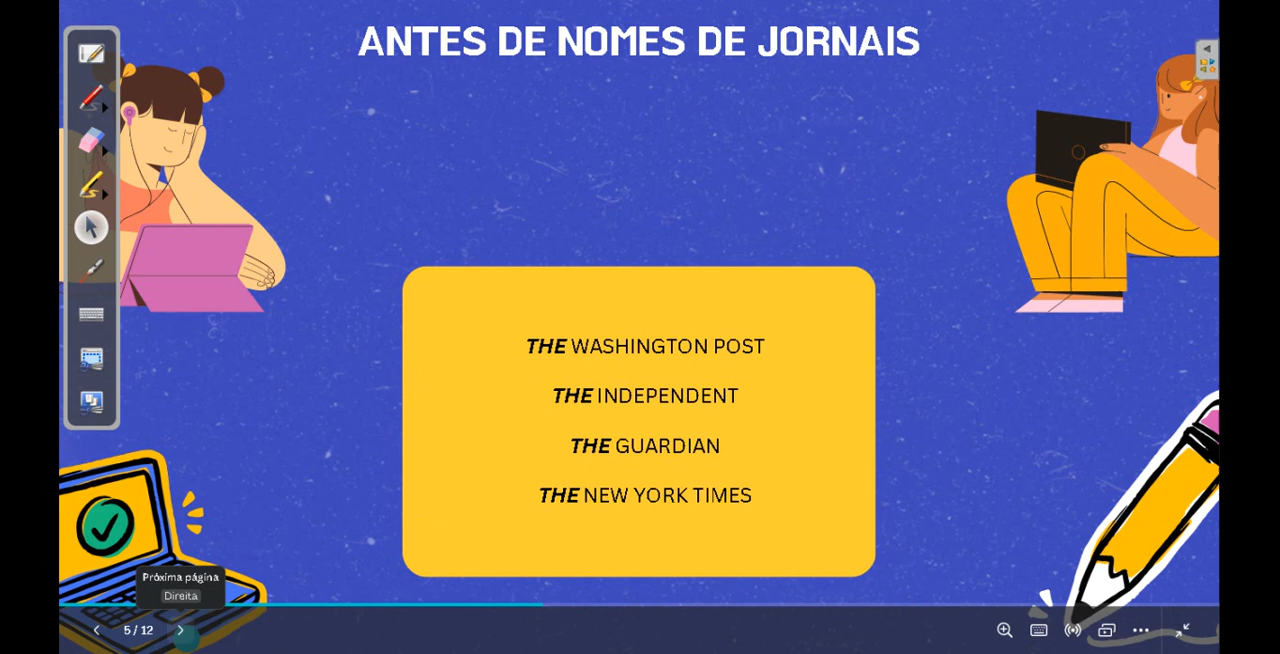 ANTES DE NOMES DE JORNAIS
THE WASHINGTON POST
THE INDEPENDENT
THE GUARDIAN
THE NEW YORK TIMES
Próxima página
Direita
5 / 12